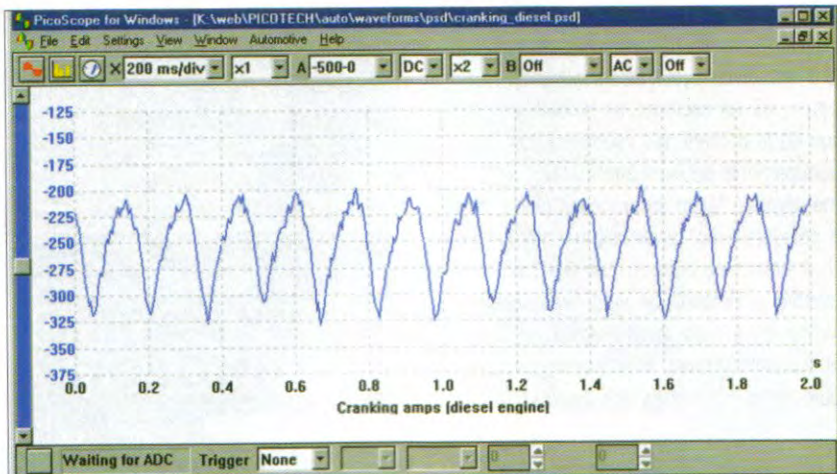 PicoScope for Windows - [K:\web\PICOTECH\auto\waveforms\psd\cranking_diesel.psd]
File Edit Settings View Window Automotive Help
X 200 ms/div x1 A -500-0 DC x2 B Off AC Off
-125
-150
-175
-200
-225
-250
-275
-300
-325
-350
-375
0.0 0.2 0.4 0.6 0.8 1.0 1.2 1.4 1.6 1.8 2.0
s
Cranking amps (diesel engine)
Waiting for ADC Trigger None 0 0